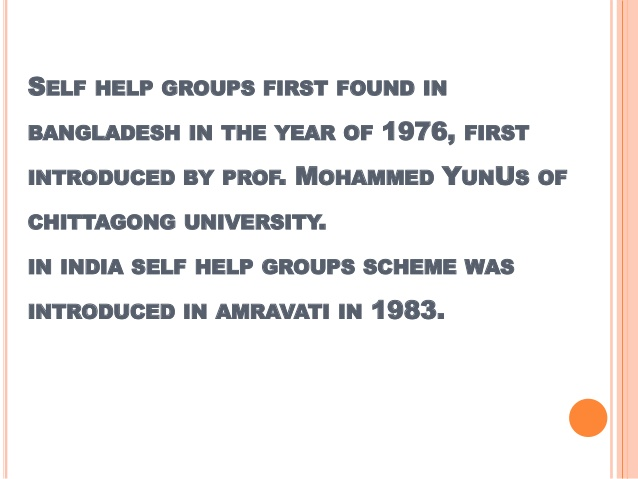 Self help groups first found in
bangladesh in the year of 1976, first
introduced by prof. Mohammed YunUs of
chittagong university.
in india self help groups scheme was
introduced in amravati in 1983.